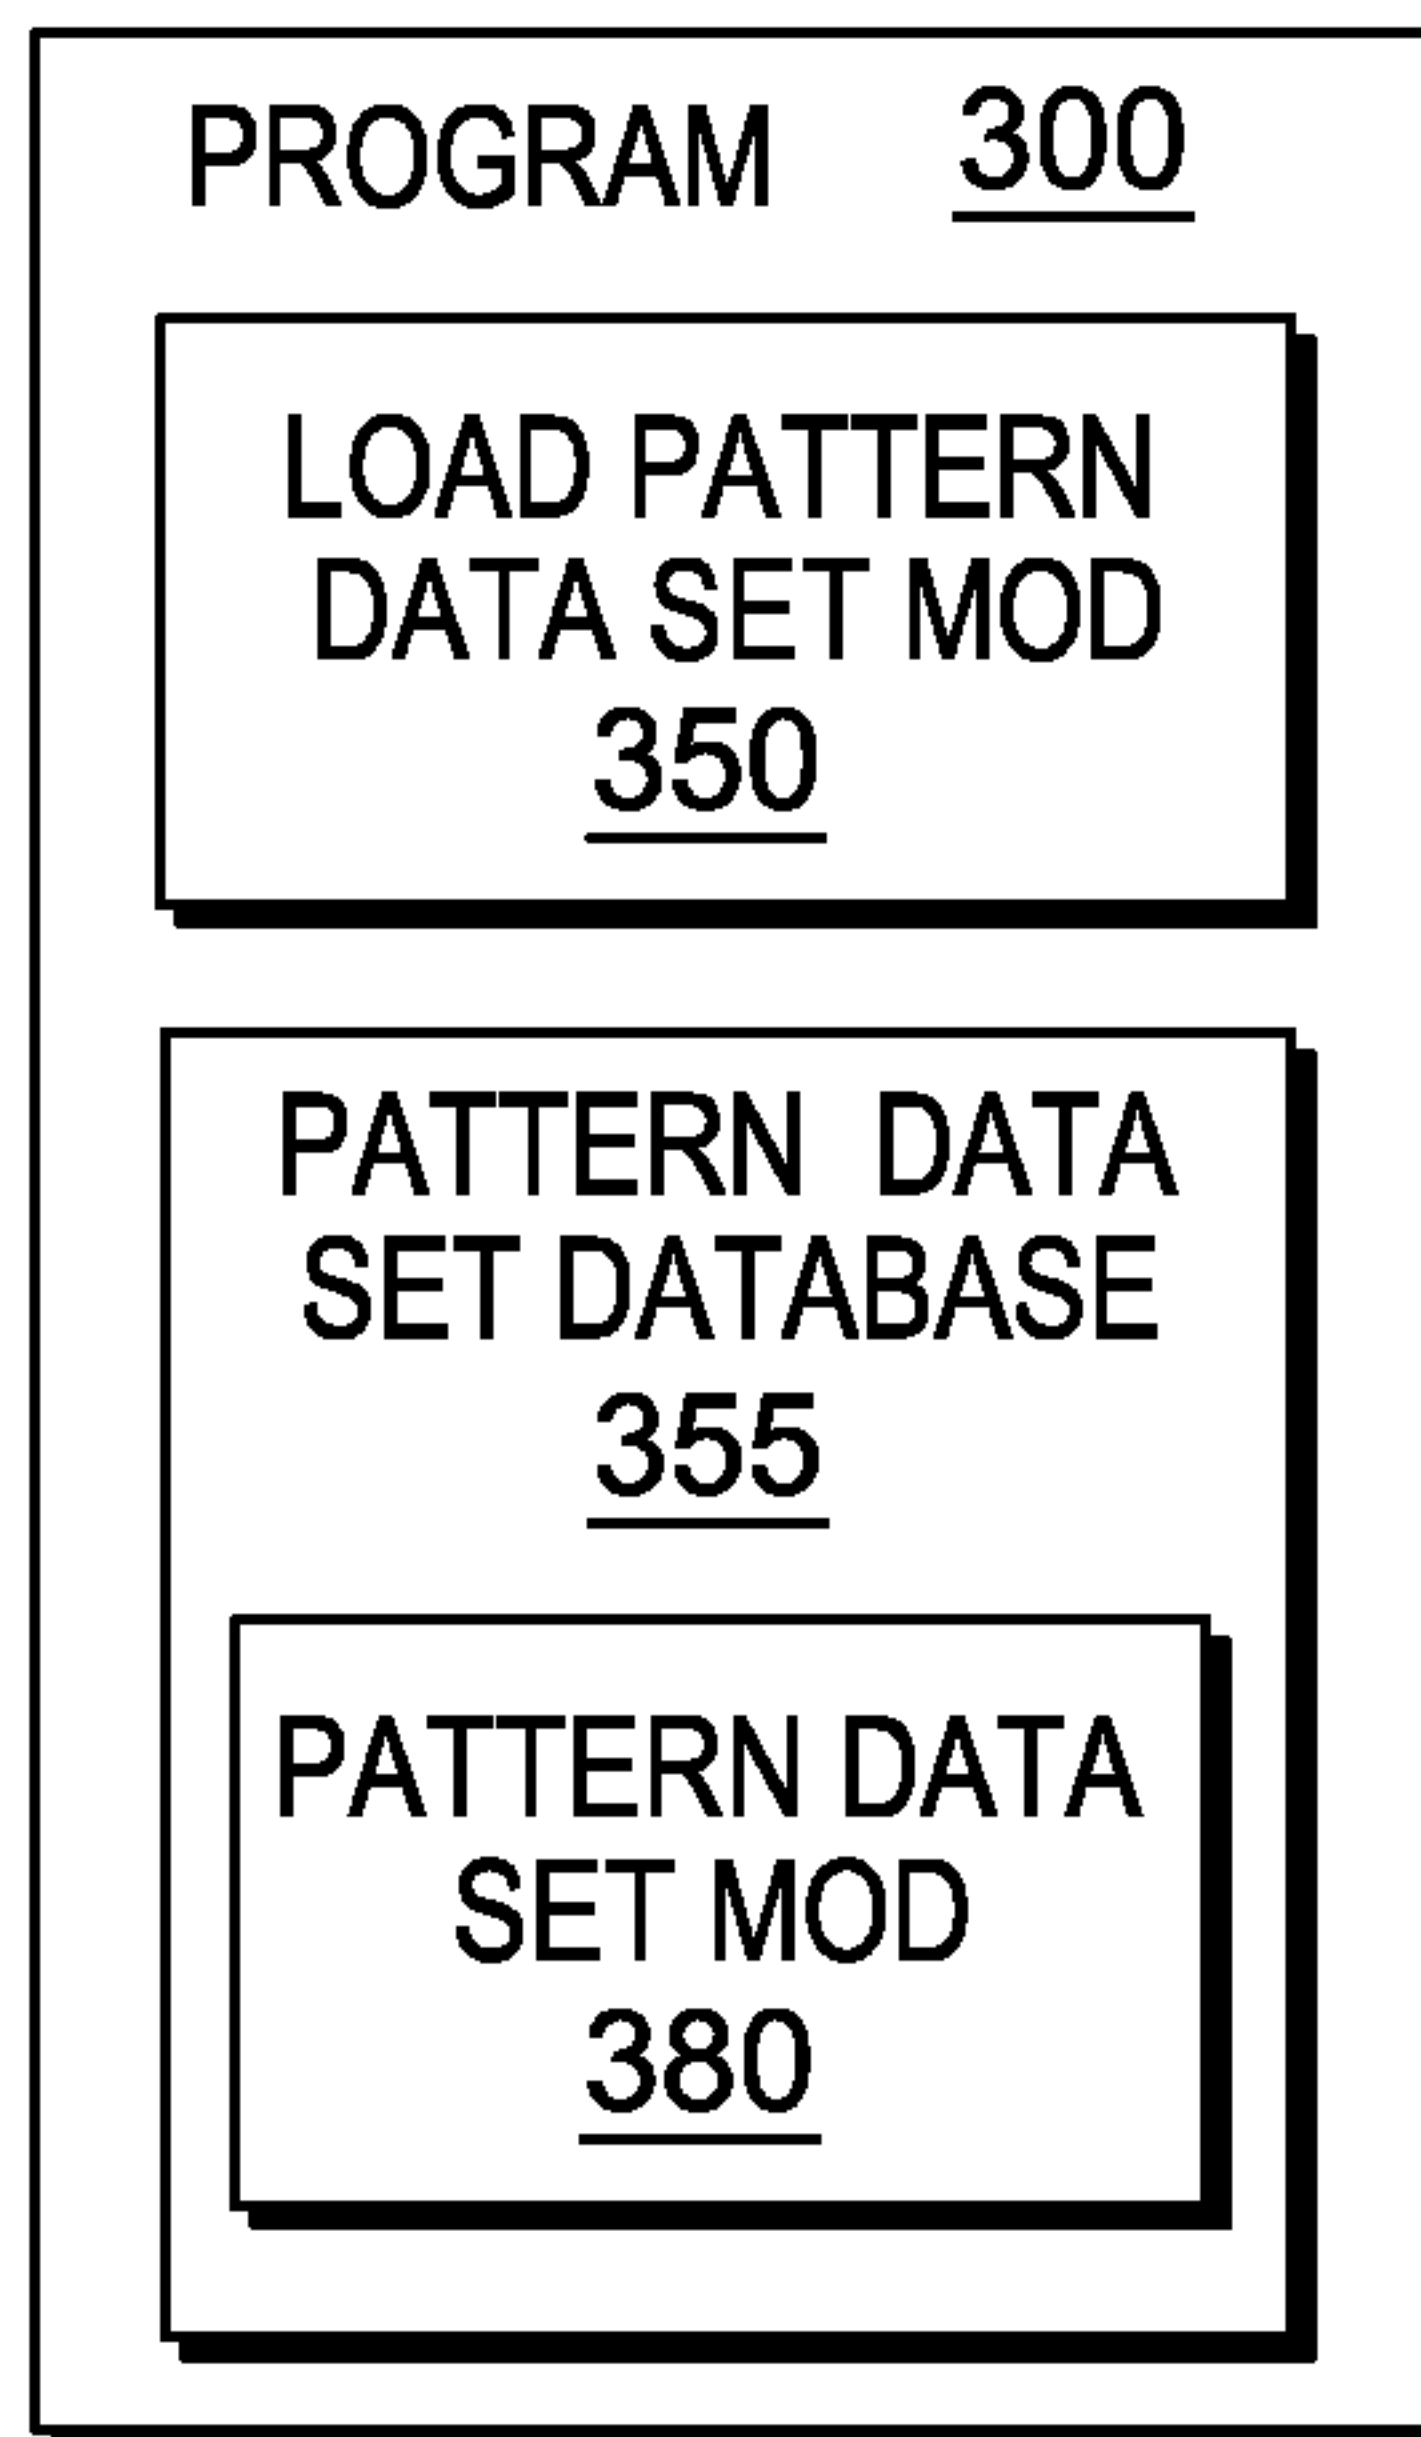 PROGRAM 300
LOAD PATTERN
DATA SET MOD
350
PATTERN DATA
SET DATABASE
355
PATTERN DATA
SET MOD
380